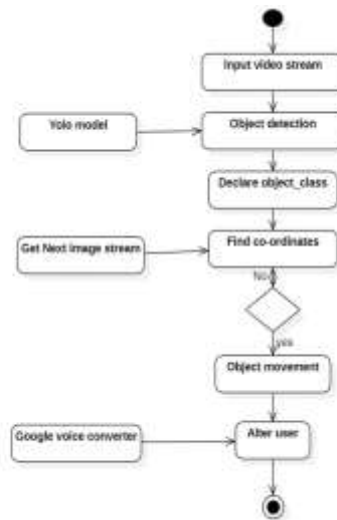 Input video stream
Yolo model
Object detection
Declare object_class
Get Next image stream
Find co-ordinates
No
yes
Object movement
Google voice converter
Alter user